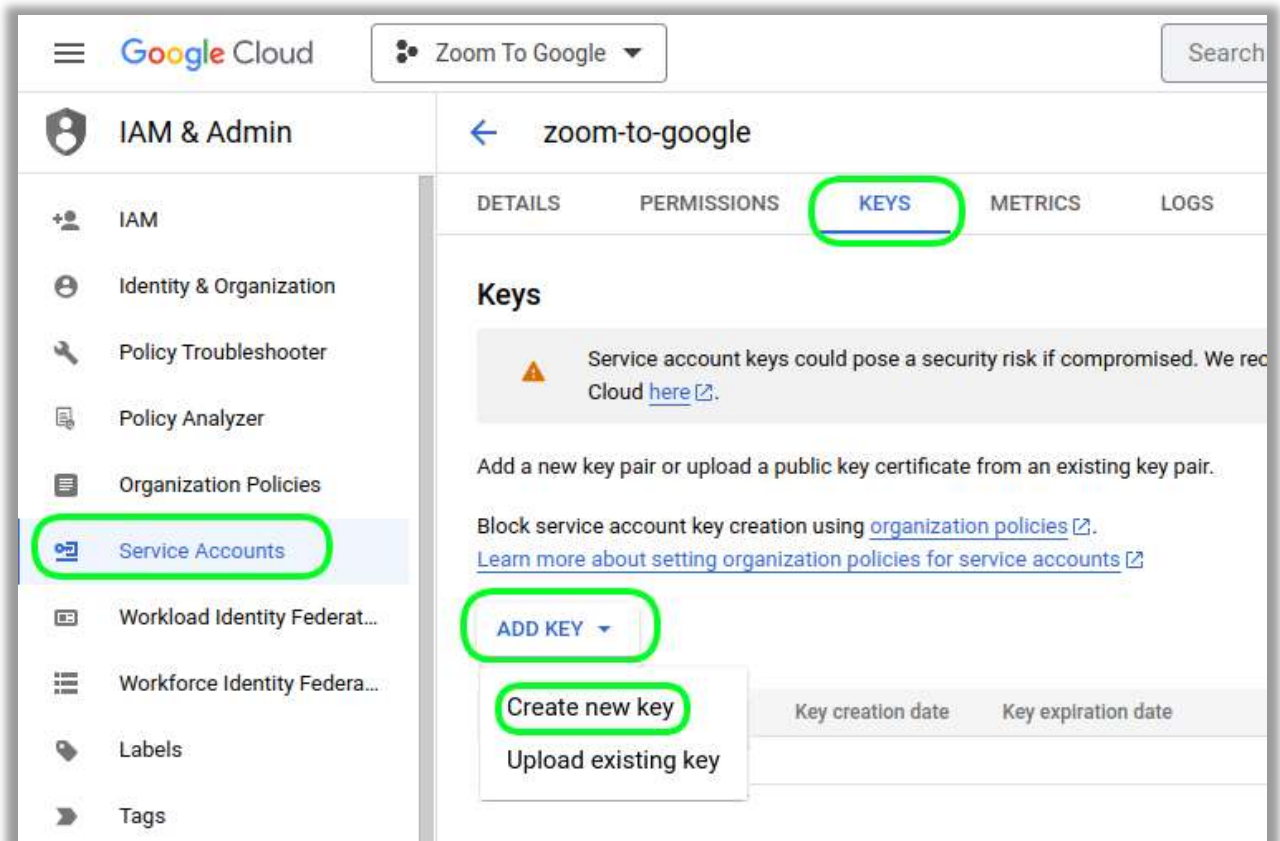 Google Cloud
Zoom To Google
Search
IAM & Admin
zoom-to-google
IAM
Identity & Organization
Policy Troubleshooter
Policy Analyzer
Organization Policies
Service Accounts
Workload Identity Federat...
Workforce Identity Federa...
Labels
Tags
DETAILS
PERMISSIONS
KEYS
METRICS
LOGS
Keys
Service account keys could pose a security risk if compromised. We rec
Cloud here.
Add a new key pair or upload a public key certificate from an existing key pair.
Block service account key creation using organization policies.
Learn more about setting organization policies for service accounts
ADD KEY
Create new key
Upload existing key
Key creation date
Key expiration date